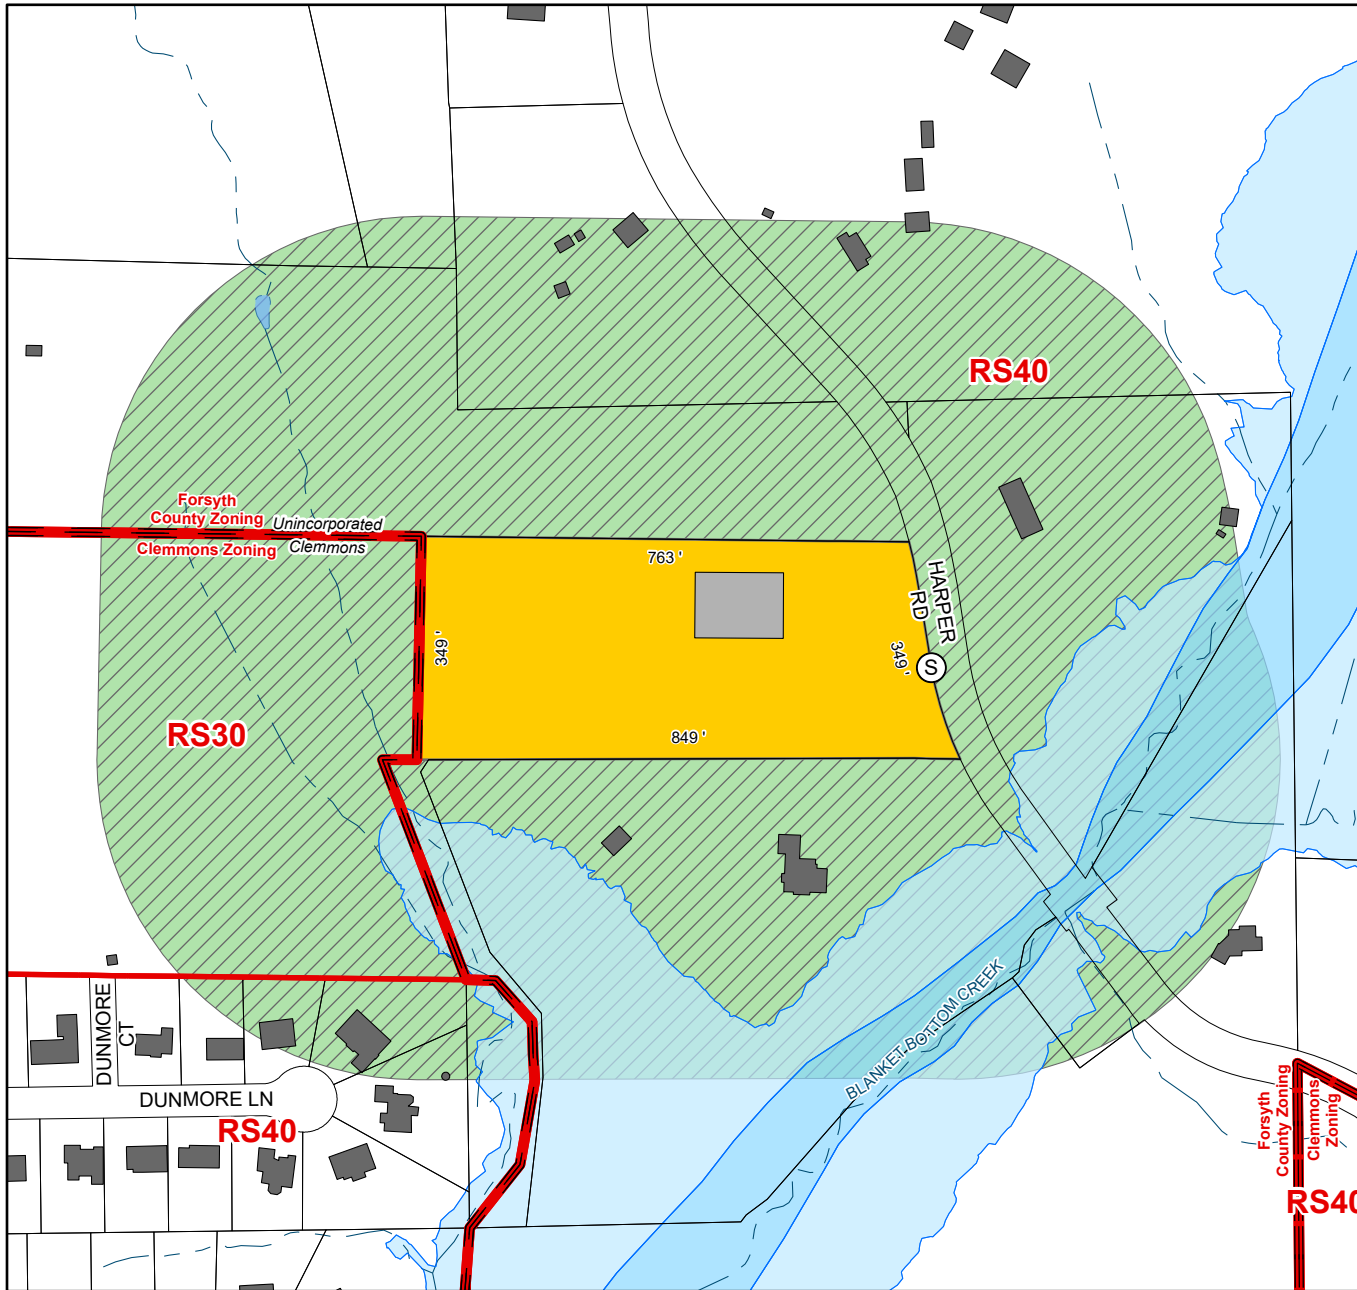 RS40
Forsyth
County Zoning
Unincorporated
Clemmons Zoning
Clemmons
763 '
HARPER
RD
349 '
349 '
S
RS30
849 '
DUNMORE
CT
BLANKET BOTTOM CREEK
DUNMORE LN
RS40
Forsyth
County Zoning
Clemmons
Zoning
RS40